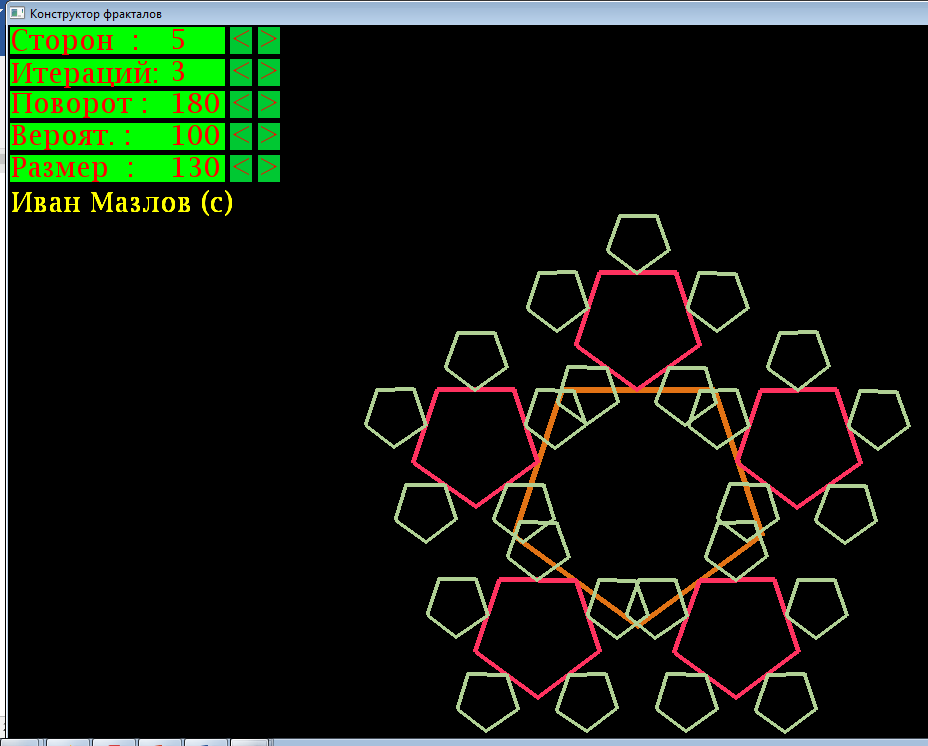 Конструктор фракталов
Сторон : 5 < >
Итераций: 3 < >
Поворот : 180 < >
Вероят. : 100 < >
Размер : 130 < >
Иван Мазлов (c)